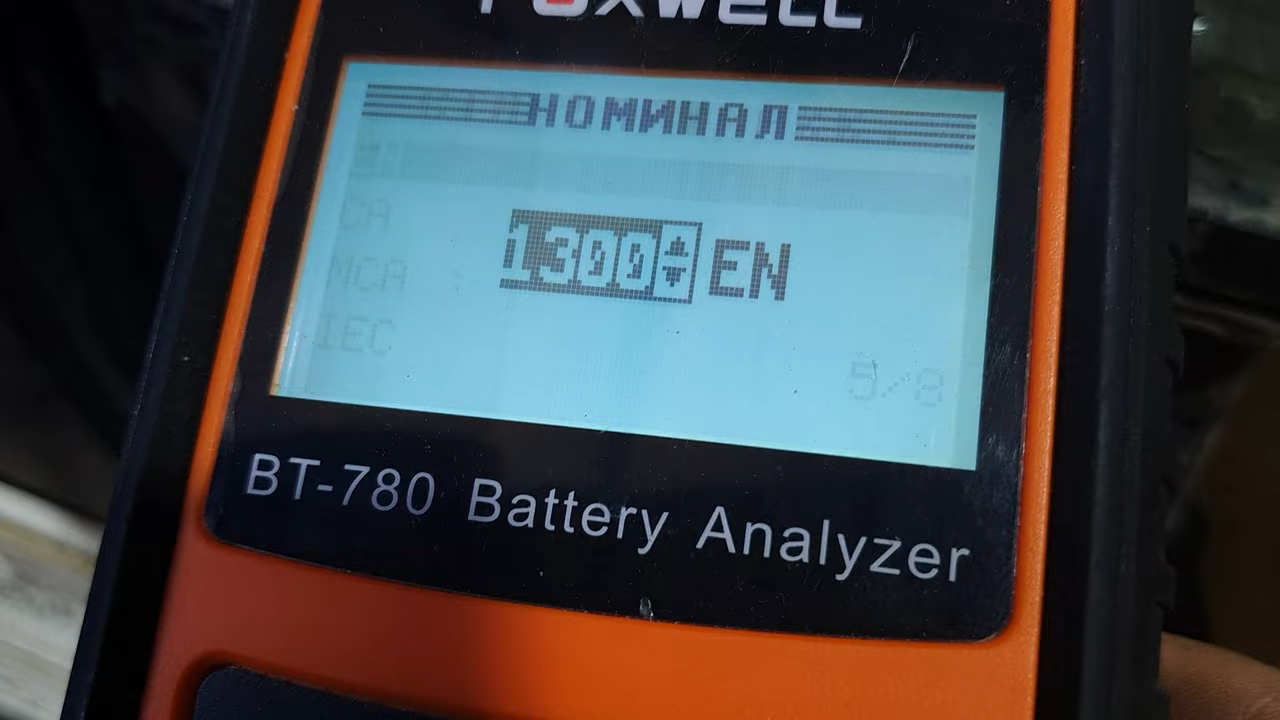 FOXWELL
НОМИНАЛ
CA
1300 EN
MCA :
IEC
5/8
BT-780 Battery Analyzer